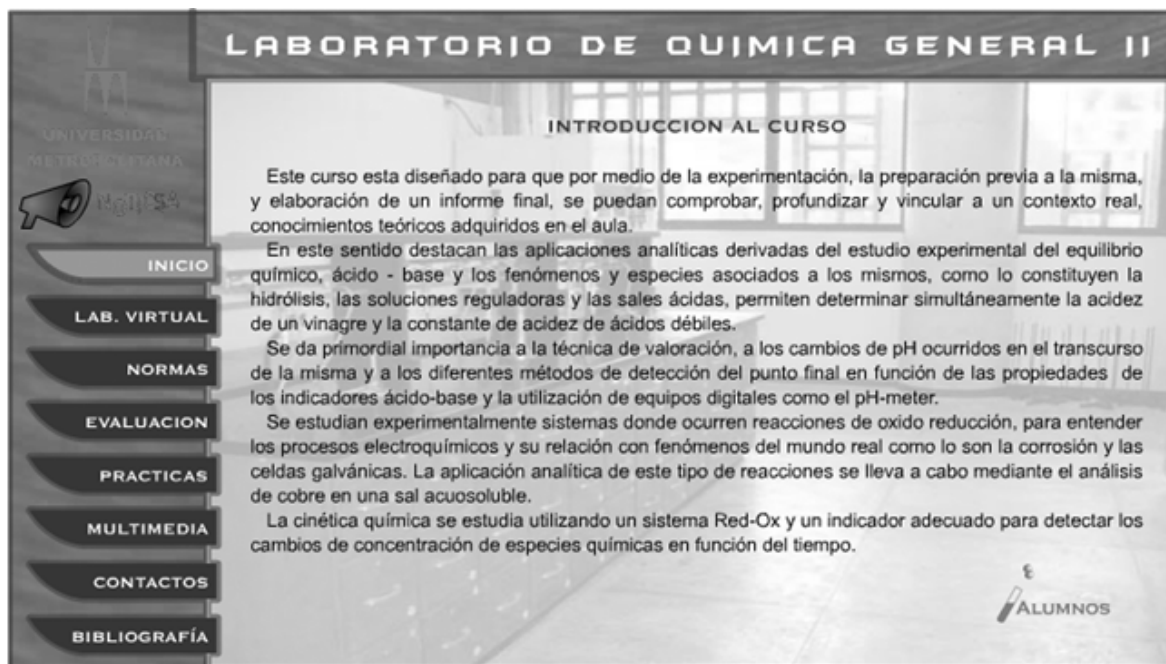 LABORATORIO DE QUIMICA GENERAL II
UNIVERSIDAD
METROPOLITANA
INGRESA
INICIO
LAB. VIRTUAL
NORMAS
EVALUACION
PRACTICAS
MULTIMEDIA
CONTACTOS
BIBLIOGRAFÍA
INTRODUCCION AL CURSO
Este curso esta diseñado para que por medio de la experimentación, la preparación previa a la misma,
y elaboración de un informe final, se puedan comprobar, profundizar y vincular a un contexto real,
conocimientos teóricos adquiridos en el aula.
En este sentido destacan las aplicaciones analíticas derivadas del estudio experimental del equilibrio
químico, ácido - base y los fenómenos y especies asociados a los mismos, como lo constituyen la
hidrólisis, las soluciones reguladoras y las sales ácidas, permiten determinar simultáneamente la acidez
de un vinagre y la constante de acidez de ácidos débiles.
Se da primordial importancia a la técnica de valoración, a los cambios de pH ocurridos en el transcurso
de la misma y a los diferentes métodos de detección del punto final en función de las propiedades de
los indicadores ácido-base y la utilización de equipos digitales como el pH-meter.
Se estudian experimentalmente sistemas donde ocurren reacciones de oxido reducción, para entender
los procesos electroquímicos y su relación con fenómenos del mundo real como lo son la corrosión y las
celdas galvánicas. La aplicación analítica de este tipo de reacciones se lleva a cabo mediante el análisis
de cobre en una sal acuosoluble.
La cinética química se estudia utilizando un sistema Red-Ox y un indicador adecuado para detectar los
cambios de concentración de especies químicas en función del tiempo.
ALUMNOS